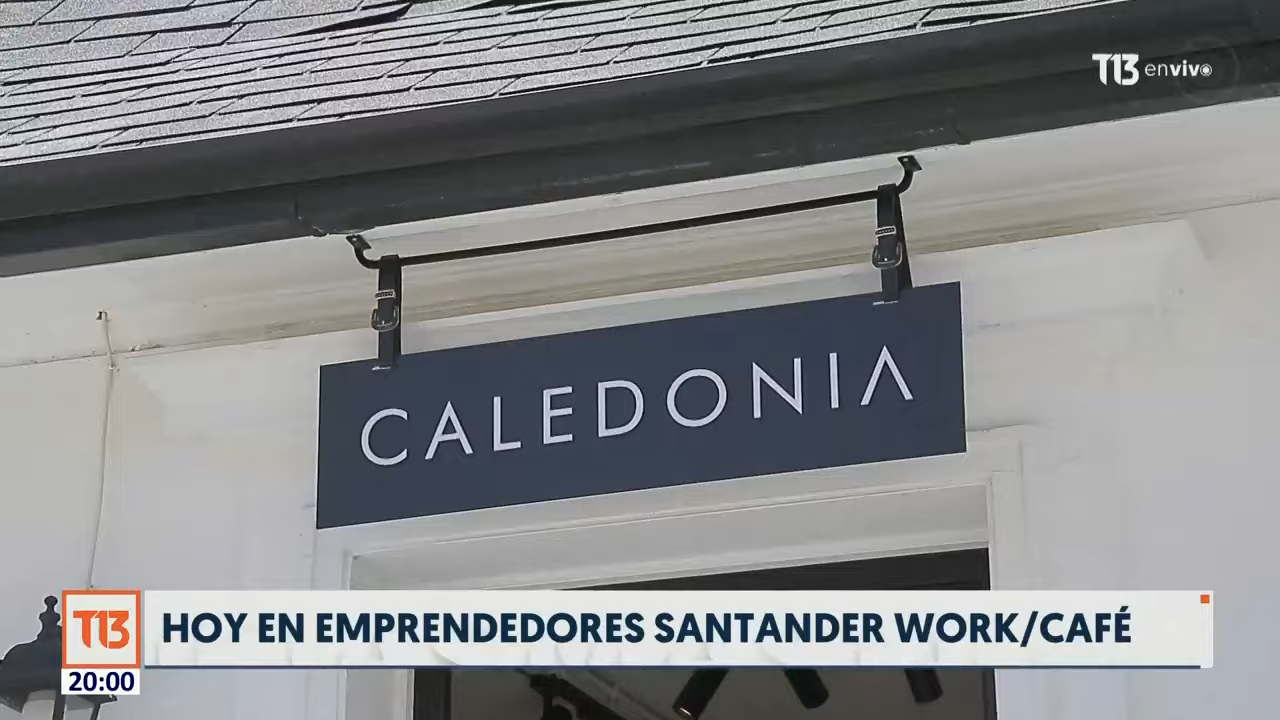 T13 envivo
CALEDONIA
T13 HOY EN EMPRENDEDORES SANTANDER WORK/CAFÉ
20:00